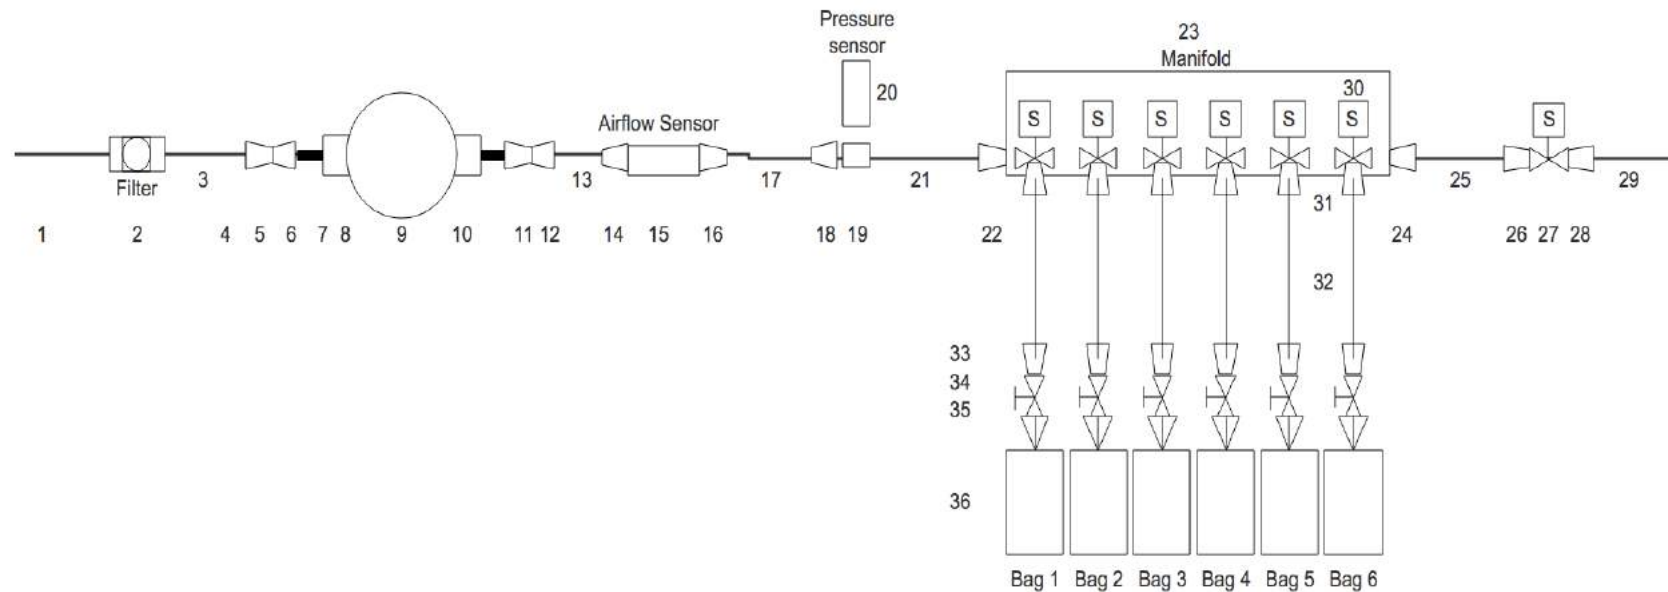 Pressure
sensor
20
23
Manifold
30
S S S S S S
S
Airflow Sensor
Filter
3
13
17
21
31
25
29
1 2 4 5 6 7 8 9 10 11 12 14 15 16 18 19 22 24 26 27 28
32
33
34
35
36
Bag 1 Bag 2 Bag 3 Bag 4 Bag 5 Bag 6